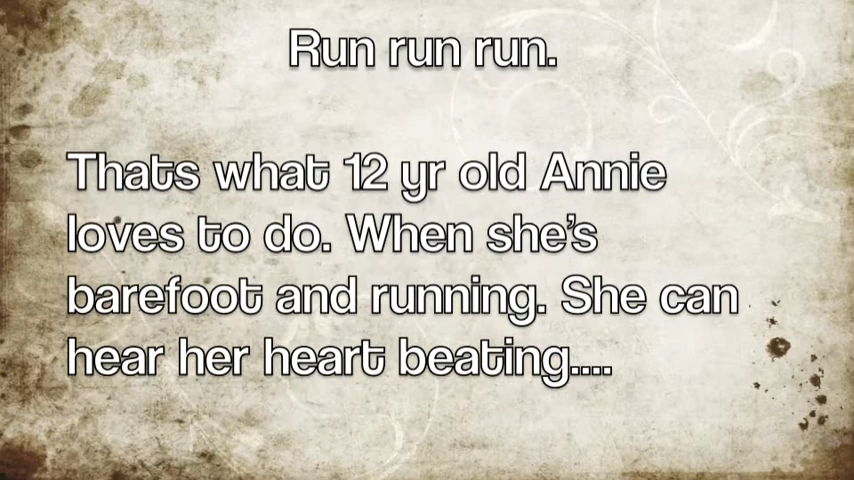 Run run run.
Thats what 12 yr old Annie
loves to do. When she's
barefoot and running. She can
hear her heart beating....